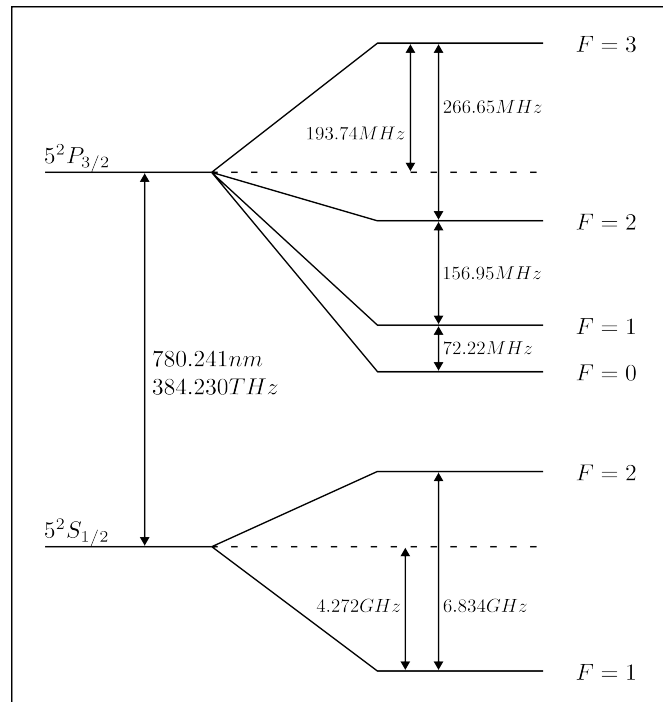 F = 3
266.65MHz
193.74MHz
5²P₃/₂
F = 2
156.95MHz
F = 1
72.22MHz
780.241nm
384.230THz
F = 0
F = 2
5²S₁/₂
4.272GHz
6.834GHz
F = 1